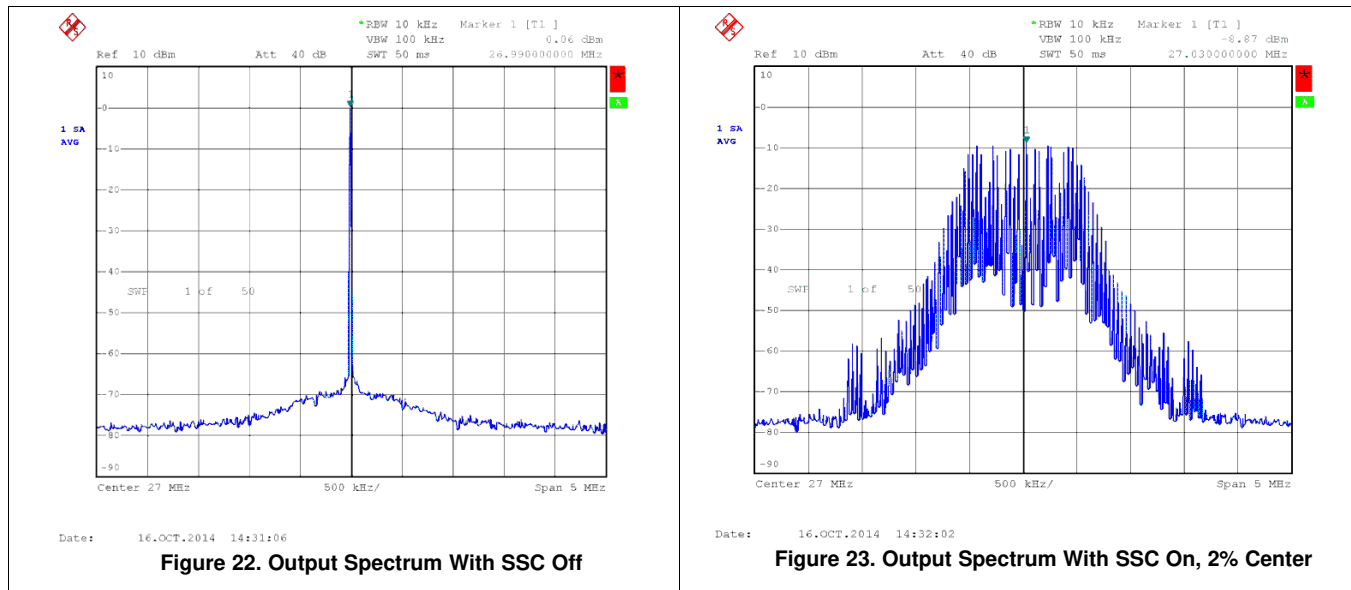 RBW 10 kHz Marker 1 [T1 ]
VBW 100 kHz 0.06 dBm
Ref 10 dBm Att 40 dB SWT 50 ms 26.990000000 MHz
10
1
0
A
1 SA
AVG
-10
-20
-30
-40
SWP 1 of 50
-50
-60
-70
-80
-90
Center 27 MHz 500 kHz/ Span 5 MHz
Date: 16.OCT.2014 14:31:06
Figure 22. Output Spectrum With SSC Off
RBW 10 kHz Marker 1 [T1 ]
VBW 100 kHz -8.87 dBm
Ref 10 dBm Att 40 dB SWT 50 ms 27.030000000 MHz
10
0
A
1 SA
AVG
1
-10
-20
-30
-40
SWP 1 of 50
-50
-60
-70
-80
-90
Center 27 MHz 500 kHz/ Span 5 MHz
Date: 16.OCT.2014 14:32:02
Figure 23. Output Spectrum With SSC On, 2% Center